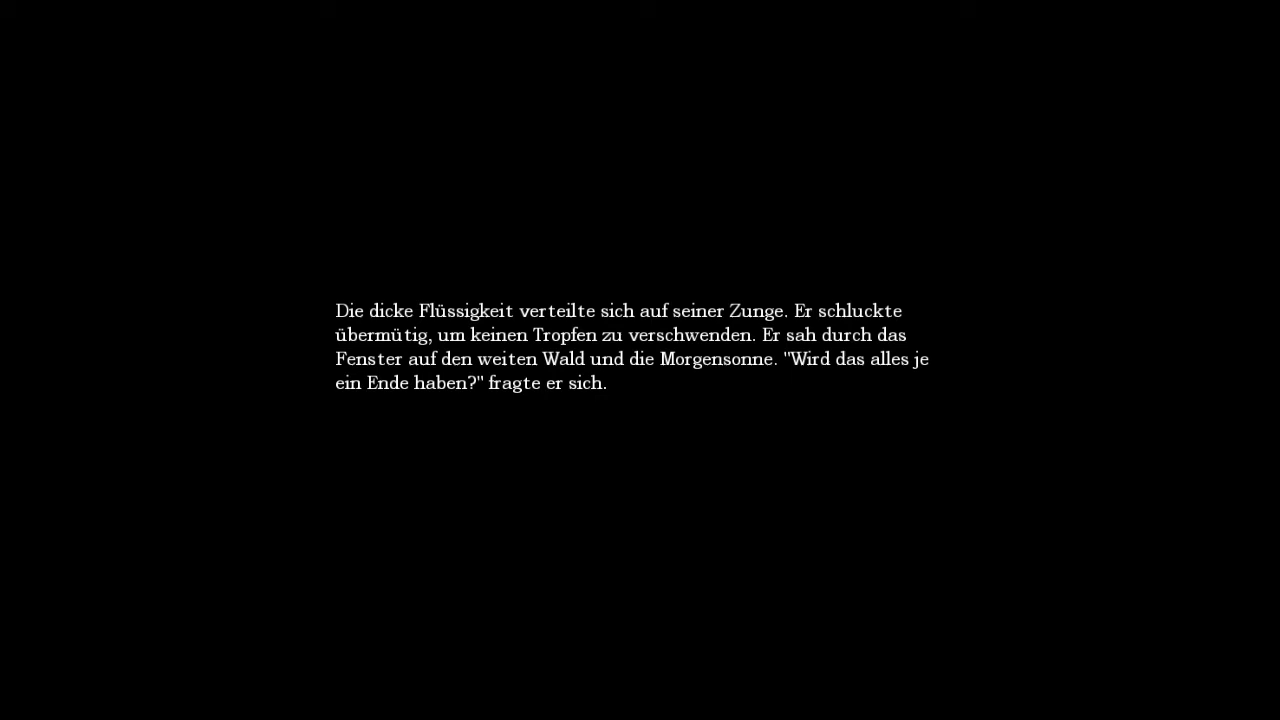 Die dicke Flüssigkeit verteilte sich auf seiner Zunge. Er schluckte
übermütig, um keinen Tropfen zu verschwenden. Er sah durch das
Fenster auf den weiten Wald und die Morgensonne. "Wird das alles je
ein Ende haben?" fragte er sich.